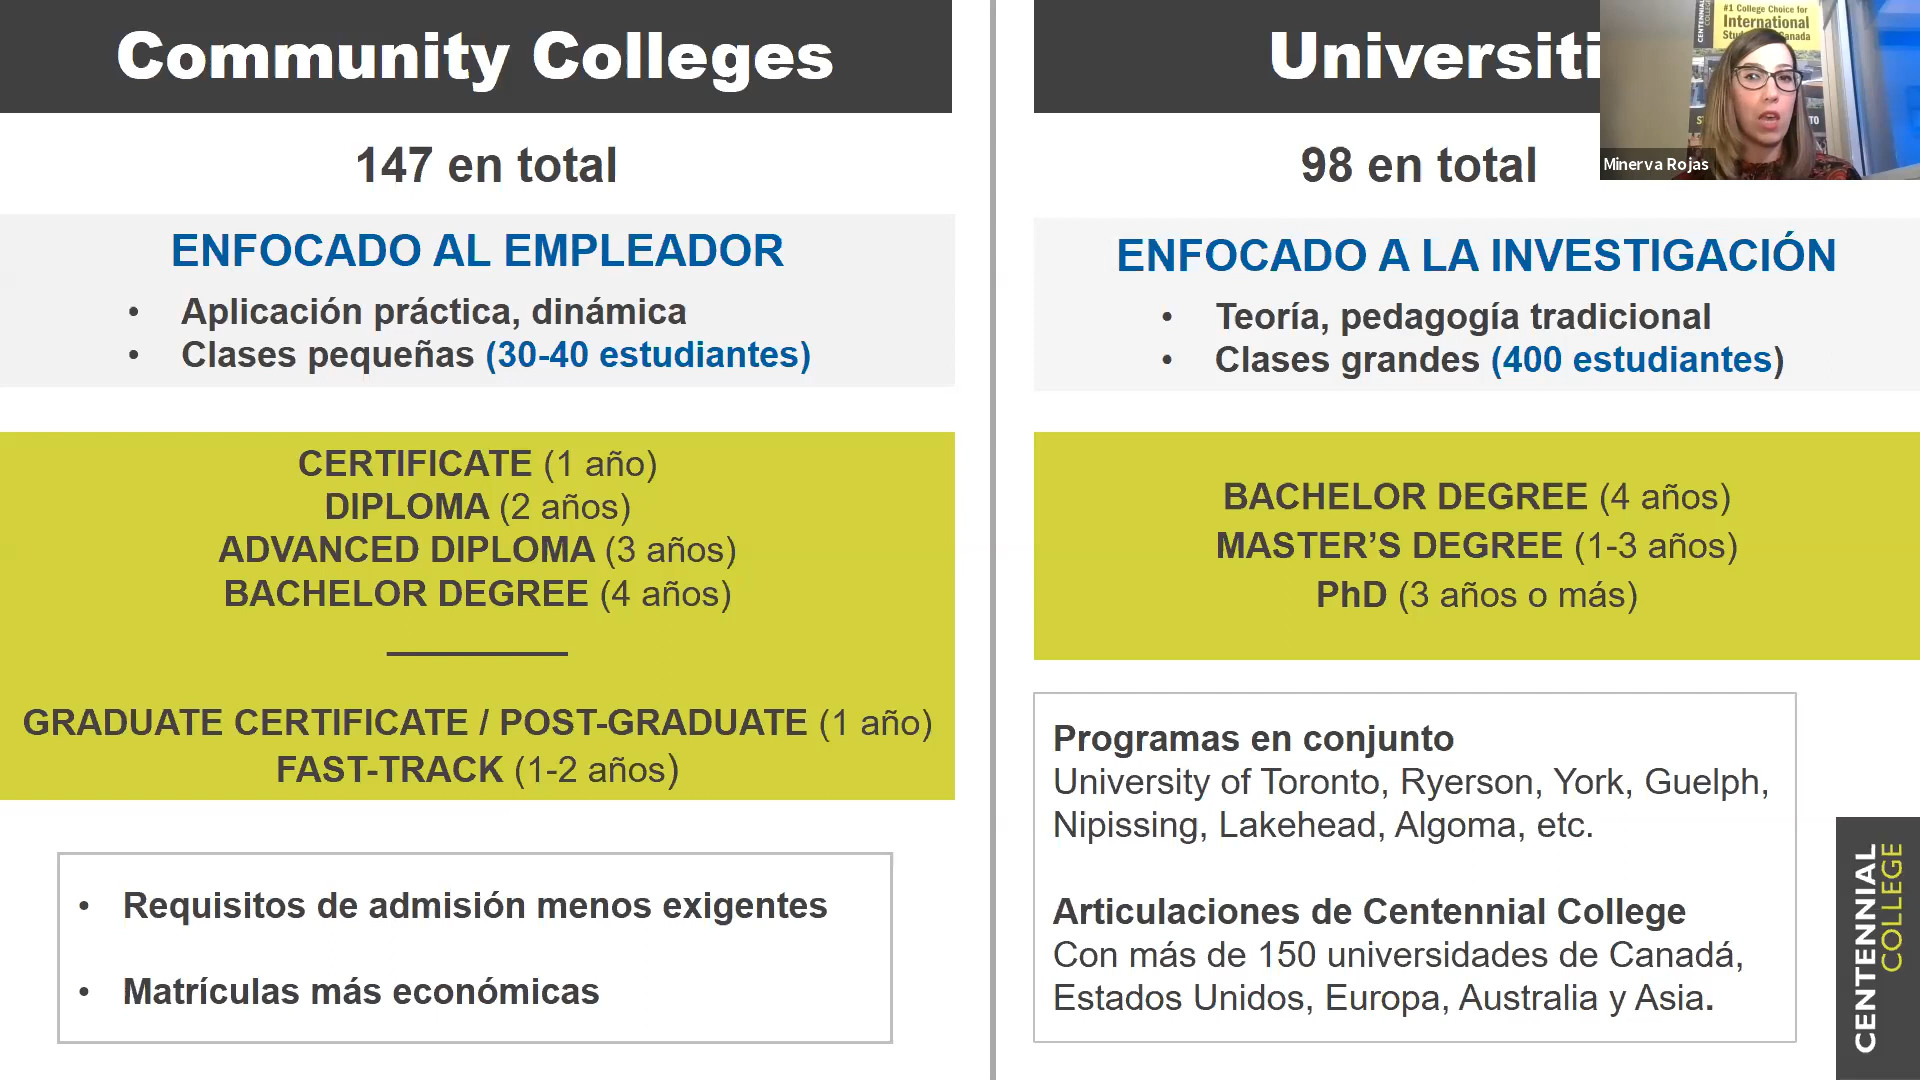 Community Colleges
147 en total
ENFOCADO AL EMPLEADOR
• Aplicación práctica, dinámica
• Clases pequeñas (30-40 estudiantes)
CERTIFICATE (1 año)
DIPLOMA (2 años)
ADVANCED DIPLOMA (3 años)
BACHELOR DEGREE (4 años)
GRADUATE CERTIFICATE / POST-GRADUATE (1 año)
FAST-TRACK (1-2 años)
• Requisitos de admisión menos exigentes
• Matrículas más económicas
Universiti
98 en total
ENFOCADO A LA INVESTIGACIÓN
• Teoría, pedagogía tradicional
• Clases grandes (400 estudiantes)
BACHELOR DEGREE (4 años)
MASTER'S DEGREE (1-3 años)
PhD (3 años o más)
Programas en conjunto
University of Toronto, Ryerson, York, Guelph,
Nipissing, Lakehead, Algoma, etc.
Articulaciones de Centennial College
Con más de 150 universidades de Canadá,
Estados Unidos, Europa, Australia y Asia.
#1 College Choice for
International
Canada
Minerva Rojas
CENTENNIAL
COLLEGE